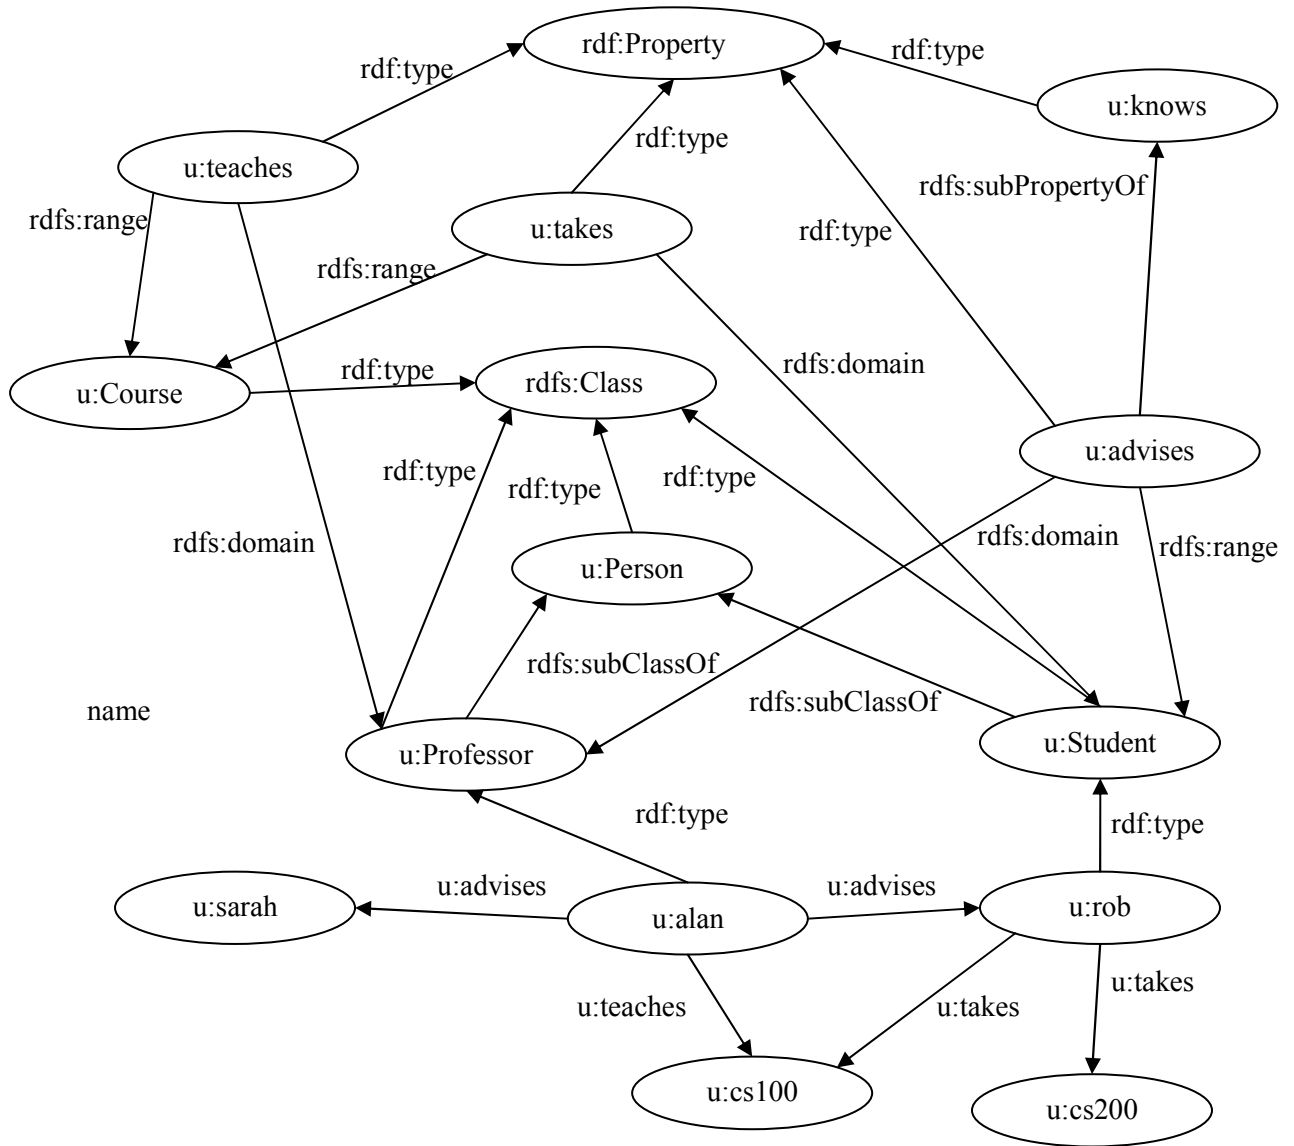 rdf:Property
rdf:type
rdf:type
u:knows
rdf:type
u:teaches
rdfs:subPropertyOf
rdfs:range
u:takes
rdf:type
rdfs:range
rdfs:domain
rdf:type
rdfs:Class
u:Course
u:advises
rdf:type
rdf:type
rdf:type
rdfs:domain
rdfs:domain
rdfs:range
u:Person
rdfs:subClassOf
rdfs:subClassOf
name
u:Professor
u:Student
rdf:type
rdf:type
u:advises
u:advises
u:sarah
u:alan
u:rob
u:takes
u:teaches
u:takes
u:cs100
u:cs200